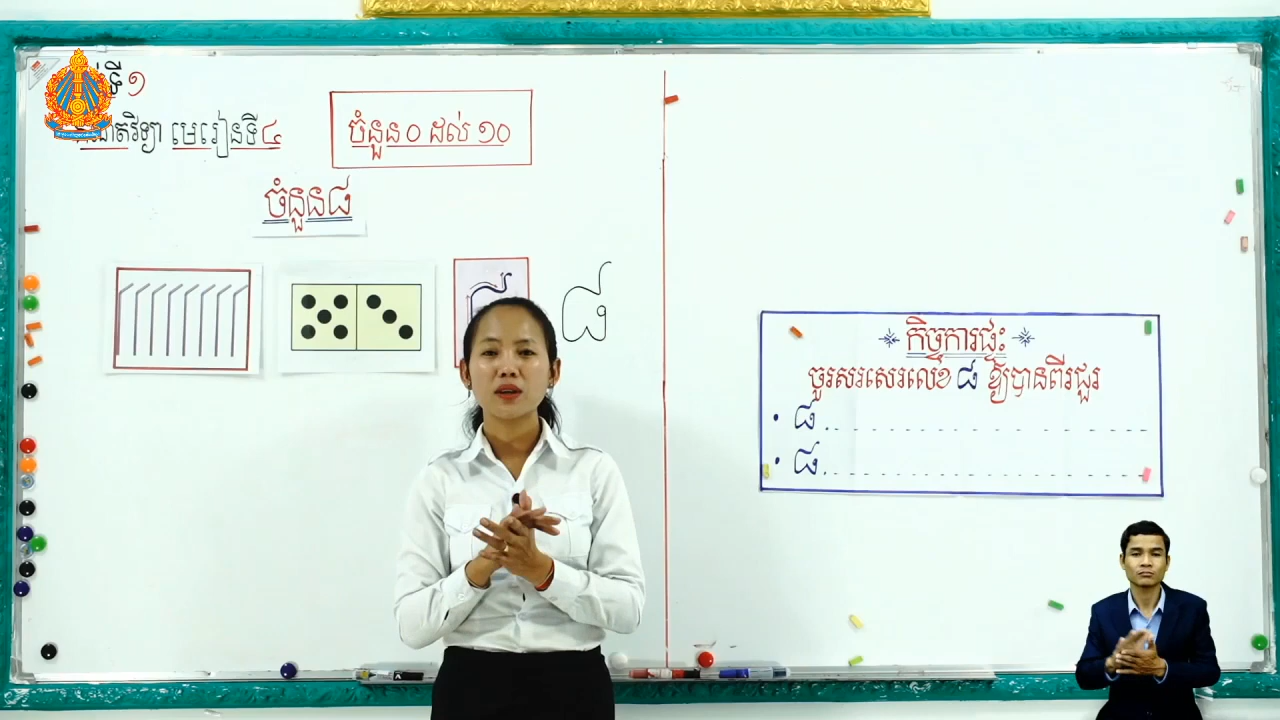 ទី១
មេរៀនទី៤
ចំនួន ០ ដល់ ១០
ចំនួន៨
៨
កិច្ចការផ្ទះ
ចូរសរសេរលេខ ៨ ឱ្យបានពីរជួរ
• ៨
• ៨